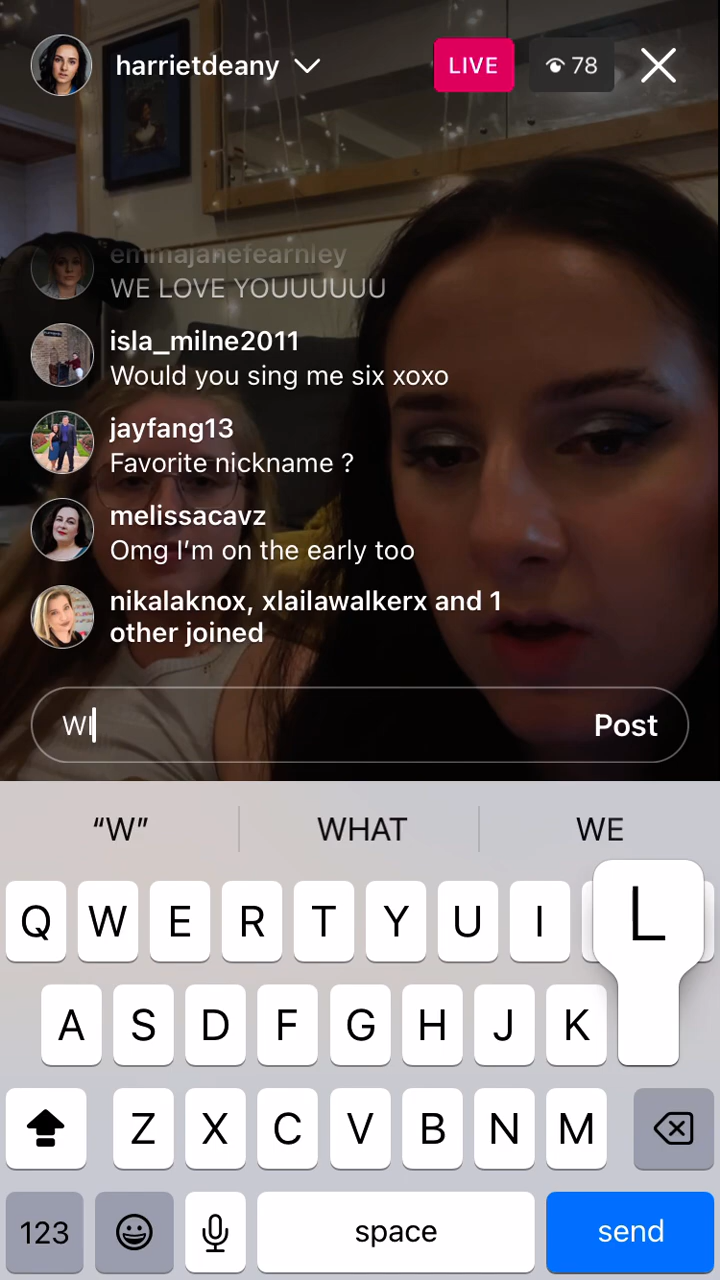 harrietdeany
LIVE
78
emmajanefearnley
WE LOVE YOUUUUUU
isla_milne2011
Would you sing me six xoxo
jayfang13
Favorite nickname ?
melissacavz
Omg I’m on the early too
nikalaknox, xlailawalkerx and 1
other joined
WI
Post
“W” WHAT WE
Q W E R T Y U I
L
A S D F G H J K
Z X C V B N M
123 space send